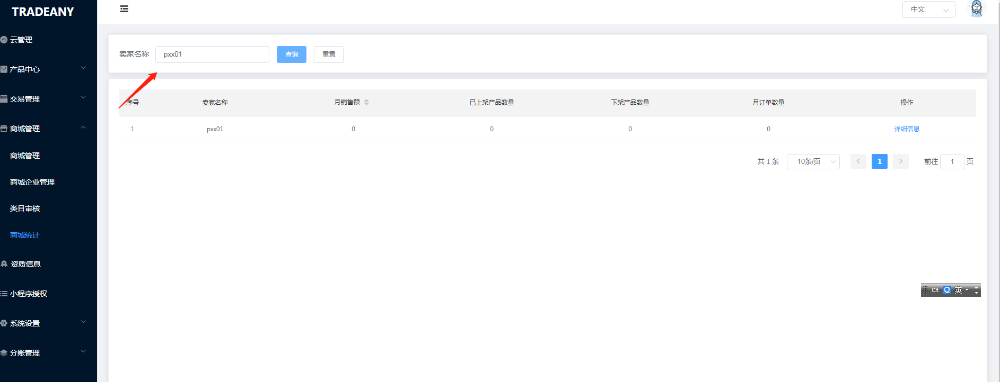 TRADEANY
中文
云管理
产品中心
交易管理
商城管理
商城管理
商城企业管理
类目审核
商城统计
资质信息
小程序授权
系统设置
分账管理
卖家名称 pxx01 查询 重置
序号 卖家名称 月销售额 已上架产品数量 下架产品数量 月订单数量 操作
1 pxx01 0 0 0 0 详细信息
共 1 条 10条/页 1 前往 1 页
CH 英